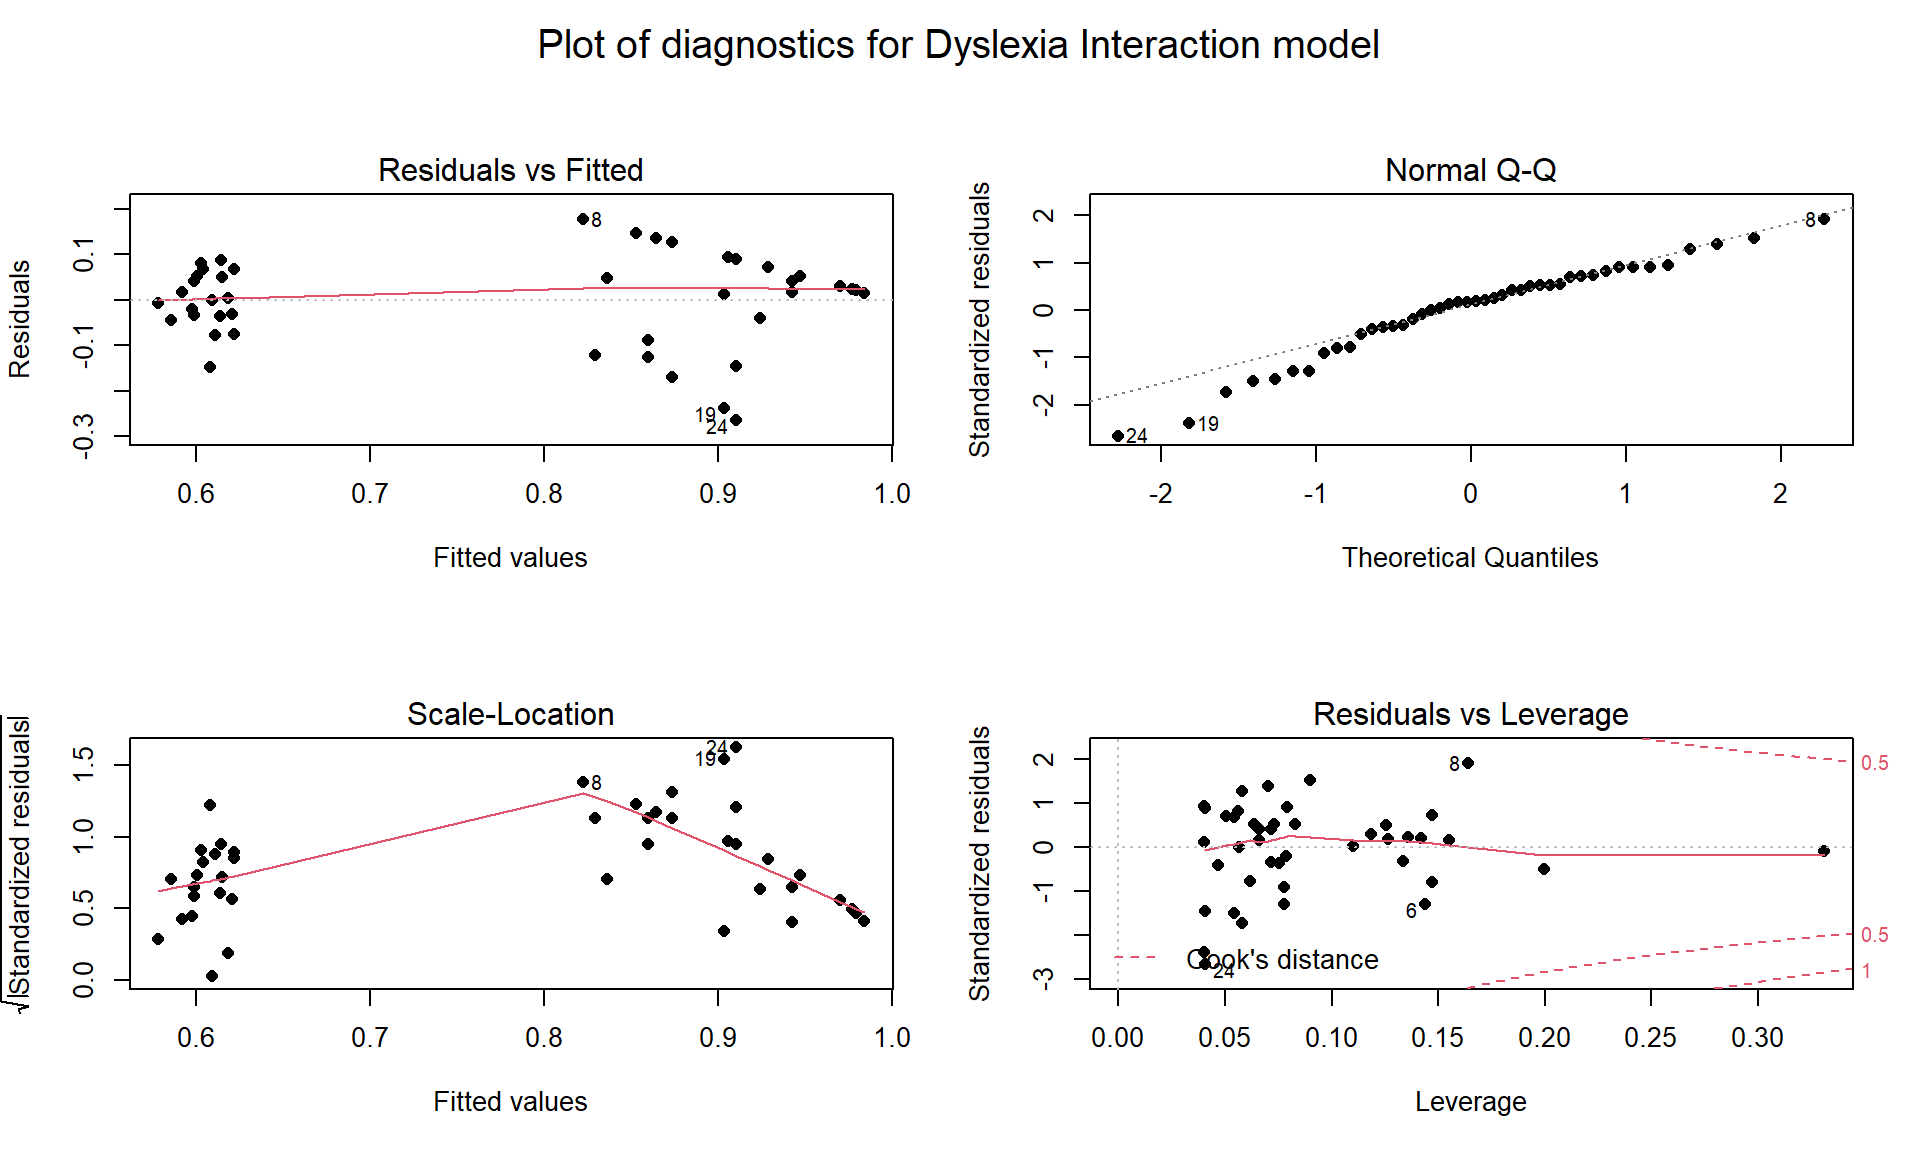 Plot of diagnostics for Dyslexia Interaction model
Residuals vs Fitted
Residuals
0.1
-0.1
-0.3
8
19
24
0.6 0.7 0.8 0.9 1.0
Fitted values
Normal Q-Q
Standardized residuals
2
1
0
-1
-2
8
19
24
-2 -1 0 1 2
Theoretical Quantiles
Scale-Location
√|Standardized residuals|
1.5
1.0
0.5
0.0
24
19
8
0.6 0.7 0.8 0.9 1.0
Fitted values
Residuals vs Leverage
Standardized residuals
2
1
0
-1
-3
8
6
24
Cook's distance
0.5
0.5
1
0.00 0.05 0.10 0.15 0.20 0.25 0.30
Leverage